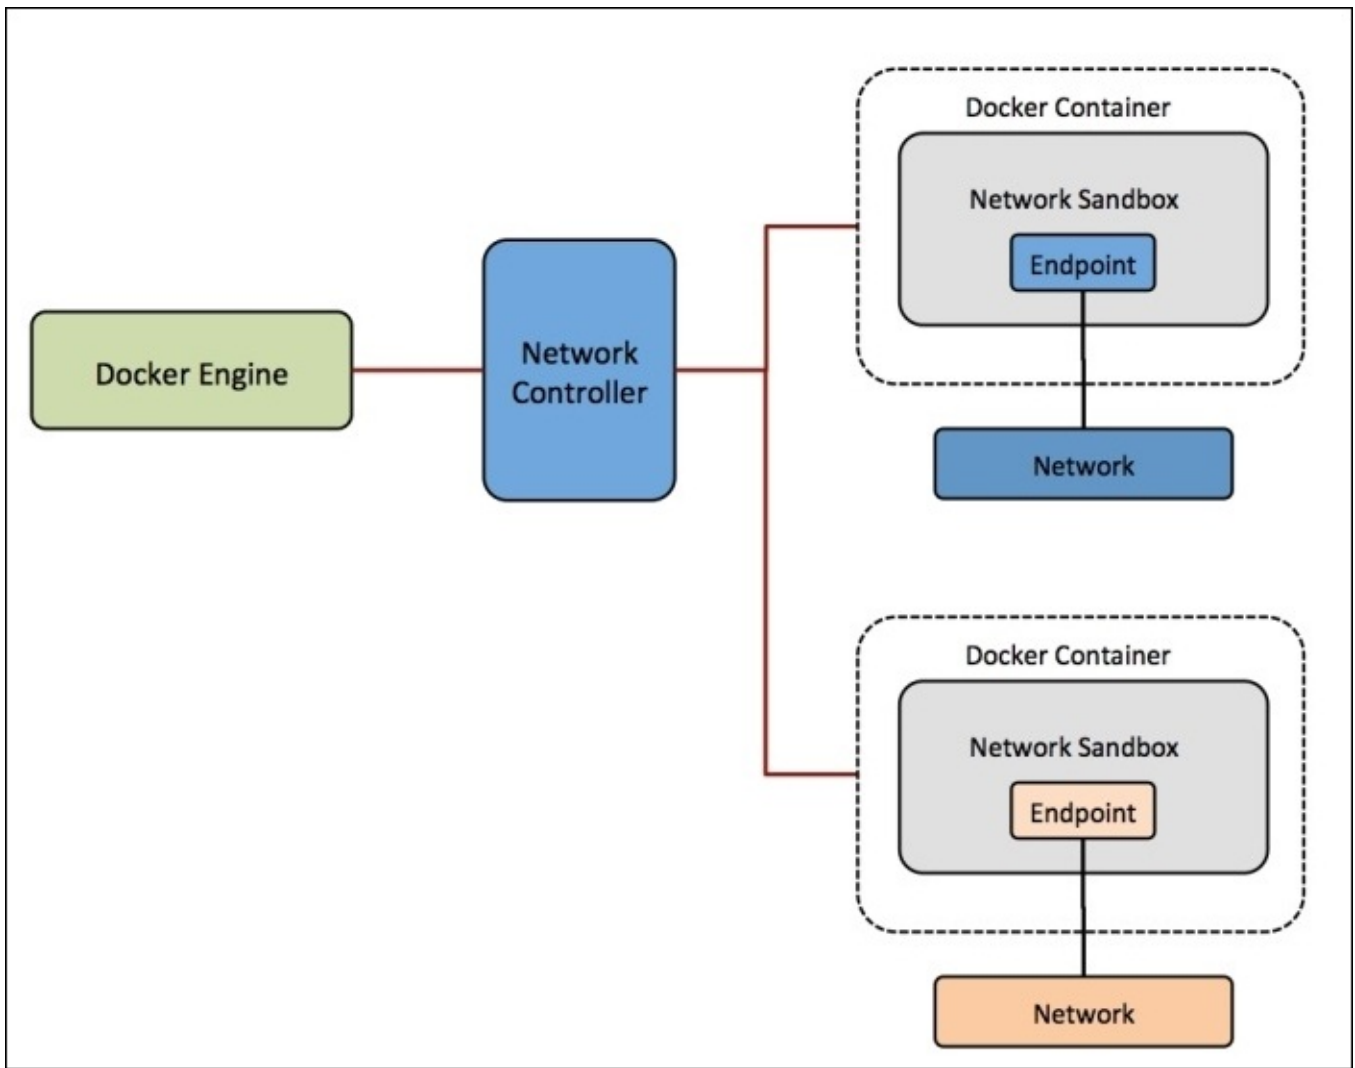 Docker Engine
Network
Controller
Docker Container
Network Sandbox
Endpoint
Network
Docker Container
Network Sandbox
Endpoint
Network